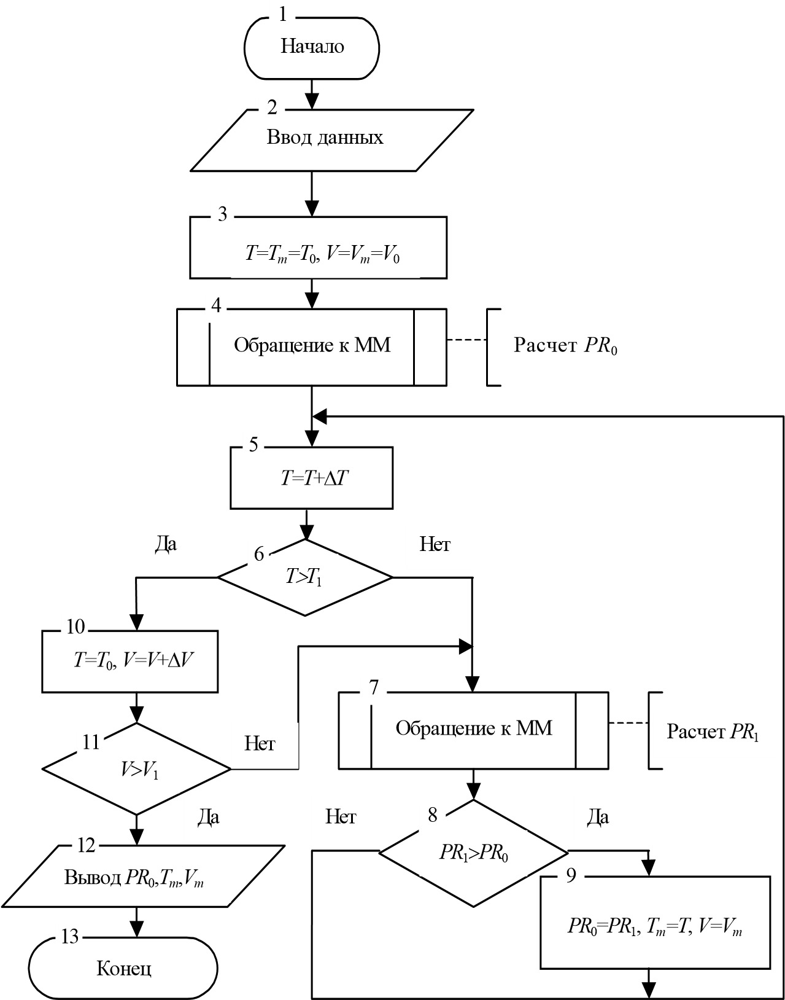 1
Начало
2
Ввод данных
3
T=Tₘ=T₀, V=Vₘ=V₀
4
Обращение к ММ
Расчет PR₀
5
T=T+ΔT
Да
Нет
6
T>T₁
10
T=T₀, V=V+ΔV
7
Обращение к ММ
Расчет PR₁
11
Нет
V>V₁
Да
Нет
8
Да
PR₁>PR₀
12
Вывод PR₀,Tₘ,Vₘ
9
PR₀=PR₁, Tₘ=T, V=Vₘ
13
Конец